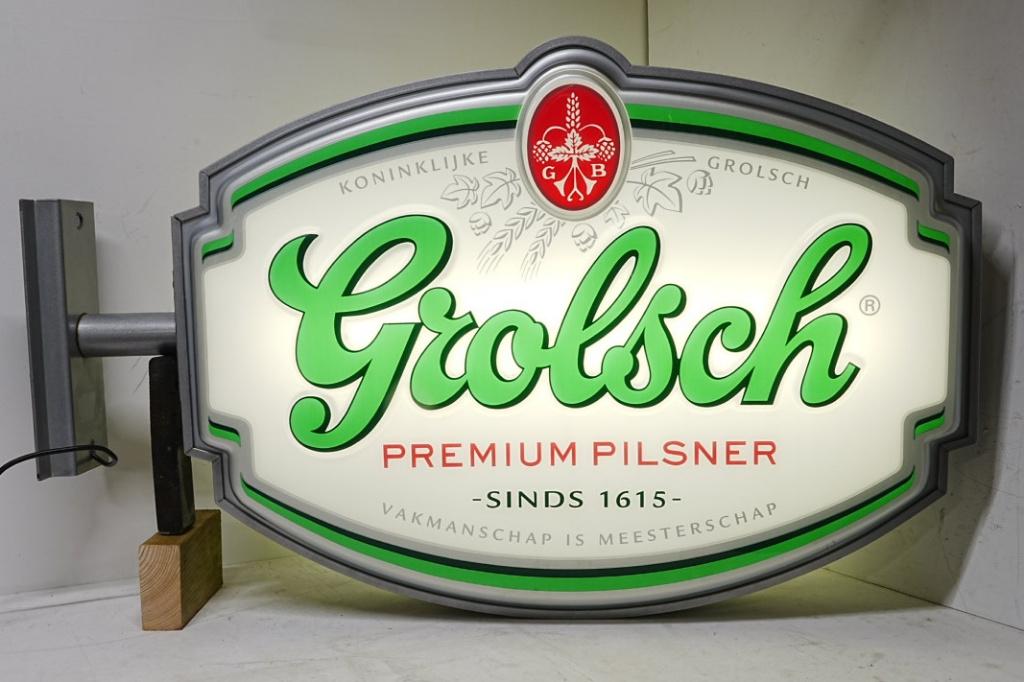 G B
KONINKLIJKE GROLSCH
Grolsch ®
PREMIUM PILSNER
-SINDS 1615-
VAKMANSCHAP IS MEESTERSCHAP